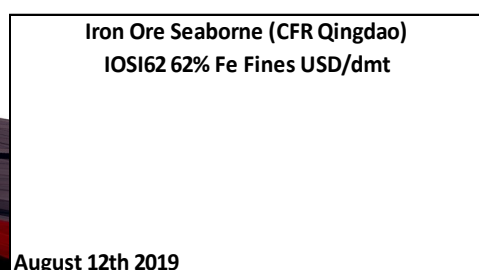 Iron Ore Seaborne (CFR Qingdao)
IOSI62 62% Fe Fines USD/dmt
August 12th 2019